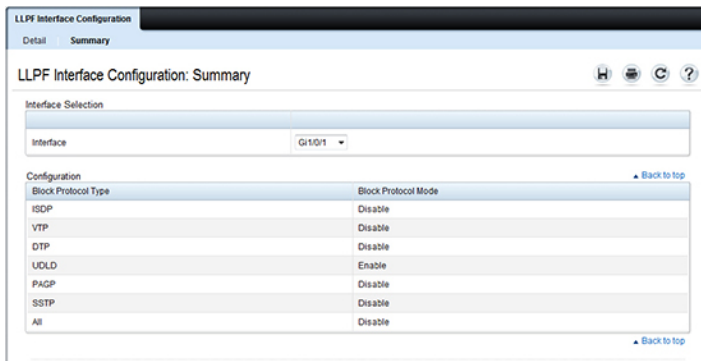 LLPF Interface Configuration
Detail Summary
LLPF Interface Configuration: Summary
Interface Selection
Interface Gi1/0/1
Configuration Back to top
Block Protocol Type Block Protocol Mode
ISDP Disable
VTP Disable
DTP Disable
UDLD Enable
PAGP Disable
SSTP Disable
All Disable
Back to top